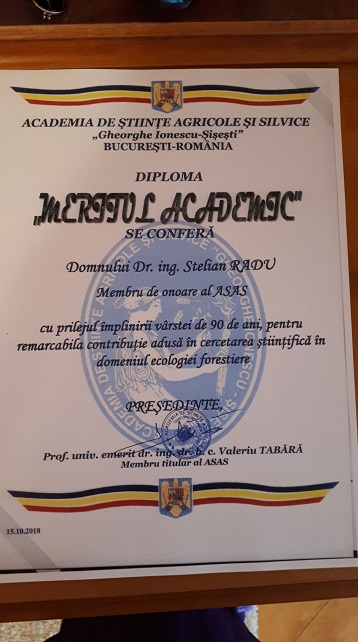 ACADEMIA DE ŞTIINŢE AGRICOLE ŞI SILVICE
„Gheorghe Ionescu-Şişeşti”
BUCUREŞTI-ROMÂNIA
DIPLOMA
„MERITUL ACADEMIC”
SE CONFERĂ
Domnului Dr. ing. Stelian RADU
Membru de onoare al ASAS
cu prilejul împlinirii vârstei de 90 de ani, pentru
remarcabila contribuție adusă în cercetarea științifică în
domeniul ecologiei forestiere
PREŞEDINTE,
Prof. univ. emerit dr. ing. dr. h. c. Valeriu TABĂRĂ
Membru titular al ASAS
15.10.2018